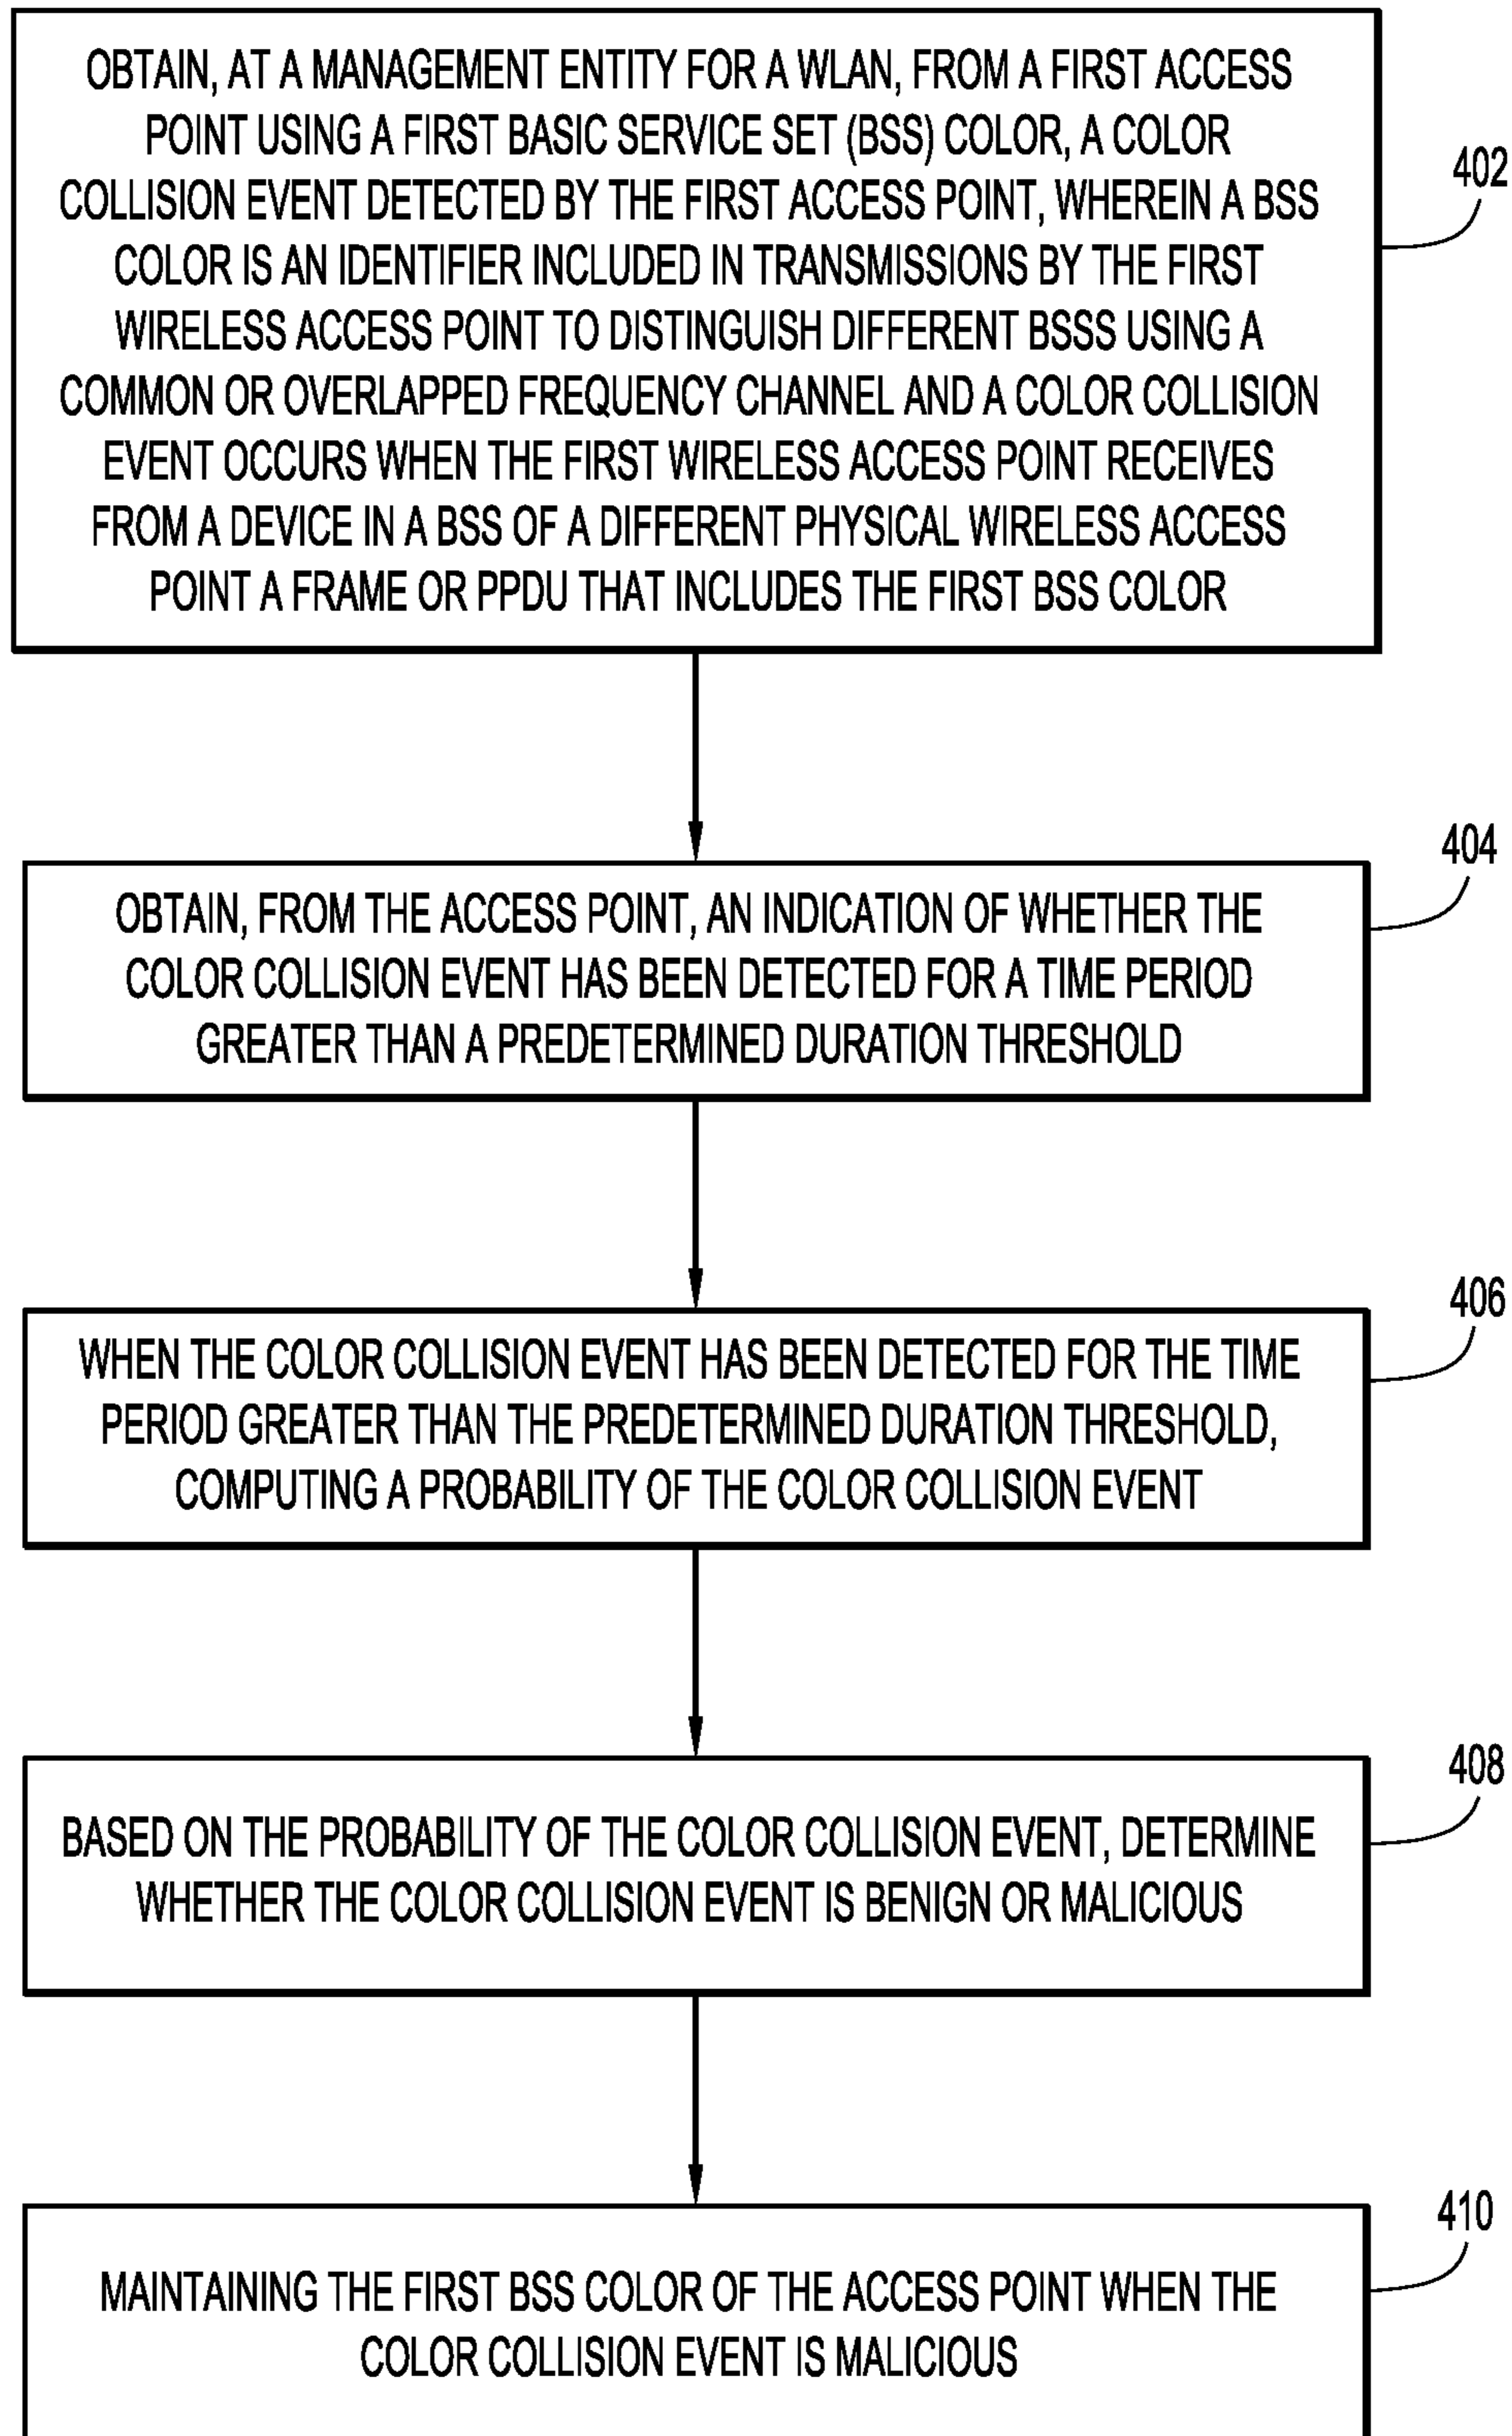 OBTAIN, AT A MANAGEMENT ENTITY FOR A WLAN, FROM A FIRST ACCESS
POINT USING A FIRST BASIC SERVICE SET (BSS) COLOR, A COLOR
COLLISION EVENT DETECTED BY THE FIRST ACCESS POINT, WHEREIN A BSS
COLOR IS AN IDENTIFIER INCLUDED IN TRANSMISSIONS BY THE FIRST
WIRELESS ACCESS POINT TO DISTINGUISH DIFFERENT BSSS USING A
COMMON OR OVERLAPPED FREQUENCY CHANNEL AND A COLOR COLLISION
EVENT OCCURS WHEN THE FIRST WIRELESS ACCESS POINT RECEIVES
FROM A DEVICE IN A BSS OF A DIFFERENT PHYSICAL WIRELESS ACCESS
POINT A FRAME OR PPDU THAT INCLUDES THE FIRST BSS COLOR
402
OBTAIN, FROM THE ACCESS POINT, AN INDICATION OF WHETHER THE
COLOR COLLISION EVENT HAS BEEN DETECTED FOR A TIME PERIOD
GREATER THAN A PREDETERMINED DURATION THRESHOLD
404
WHEN THE COLOR COLLISION EVENT HAS BEEN DETECTED FOR THE TIME
PERIOD GREATER THAN THE PREDETERMINED DURATION THRESHOLD,
COMPUTING A PROBABILITY OF THE COLOR COLLISION EVENT
406
BASED ON THE PROBABILITY OF THE COLOR COLLISION EVENT, DETERMINE
WHETHER THE COLOR COLLISION EVENT IS BENIGN OR MALICIOUS
408
MAINTAINING THE FIRST BSS COLOR OF THE ACCESS POINT WHEN THE
COLOR COLLISION EVENT IS MALICIOUS
410